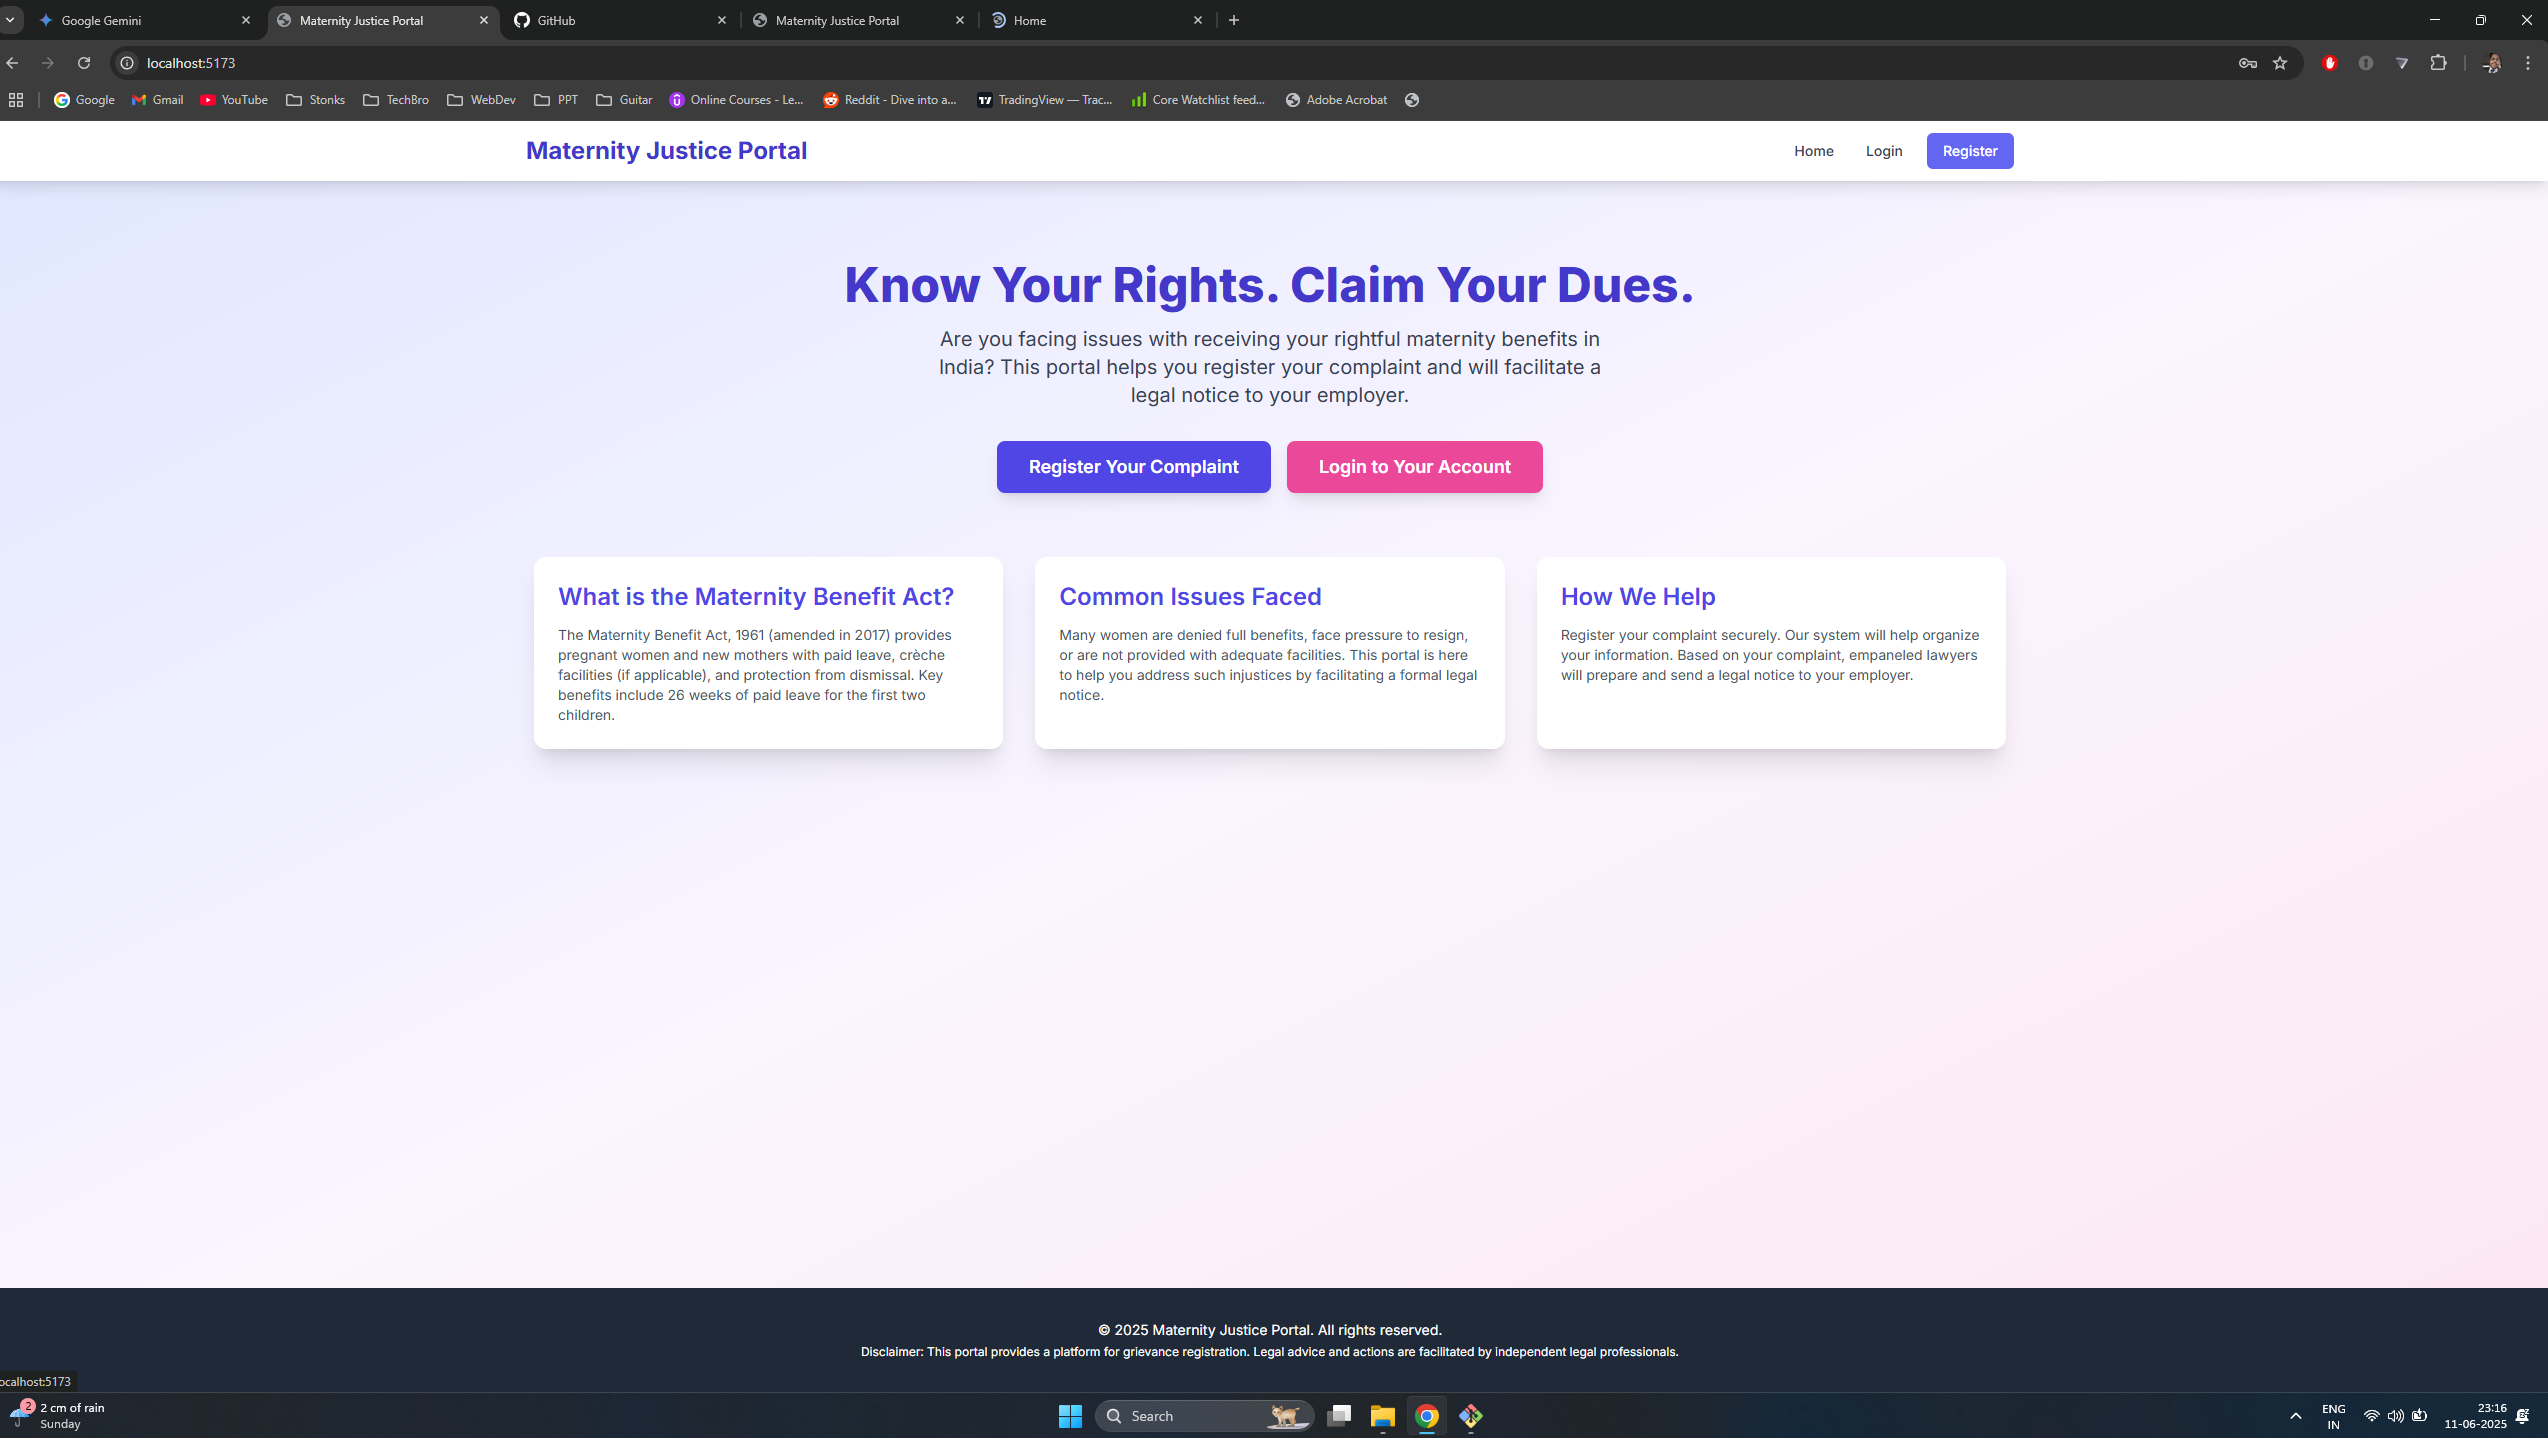 Google Gemini
Maternity Justice Portal
GitHub
Maternity Justice Portal
Home
localhost:5173
Google
Gmail
YouTube
Stonks
TechBro
WebDev
PPT
Guitar
Online Courses - Le...
Reddit - Dive into a...
TradingView — Trac...
Core Watchlist feed...
Adobe Acrobat
Maternity Justice Portal
Home
Login
Register
Know Your Rights. Claim Your Dues.
Are you facing issues with receiving your rightful maternity benefits in
India? This portal helps you register your complaint and will facilitate a
legal notice to your employer.
Register Your Complaint
Login to Your Account
What is the Maternity Benefit Act?
The Maternity Benefit Act, 1961 (amended in 2017) provides
pregnant women and new mothers with paid leave, crèche
facilities (if applicable), and protection from dismissal. Key
benefits include 26 weeks of paid leave for the first two
children.
Common Issues Faced
Many women are denied full benefits, face pressure to resign,
or are not provided with adequate facilities. This portal is here
to help you address such injustices by facilitating a formal legal
notice.
How We Help
Register your complaint securely. Our system will help organize
your information. Based on your complaint, empaneled lawyers
will prepare and send a legal notice to your employer.
© 2025 Maternity Justice Portal. All rights reserved.
Disclaimer: This portal provides a platform for grievance registration. Legal advice and actions are facilitated by independent legal professionals.
ocalhost:5173
2
2 cm of rain
Sunday
Search
ENG
IN
23:16
11-06-2025